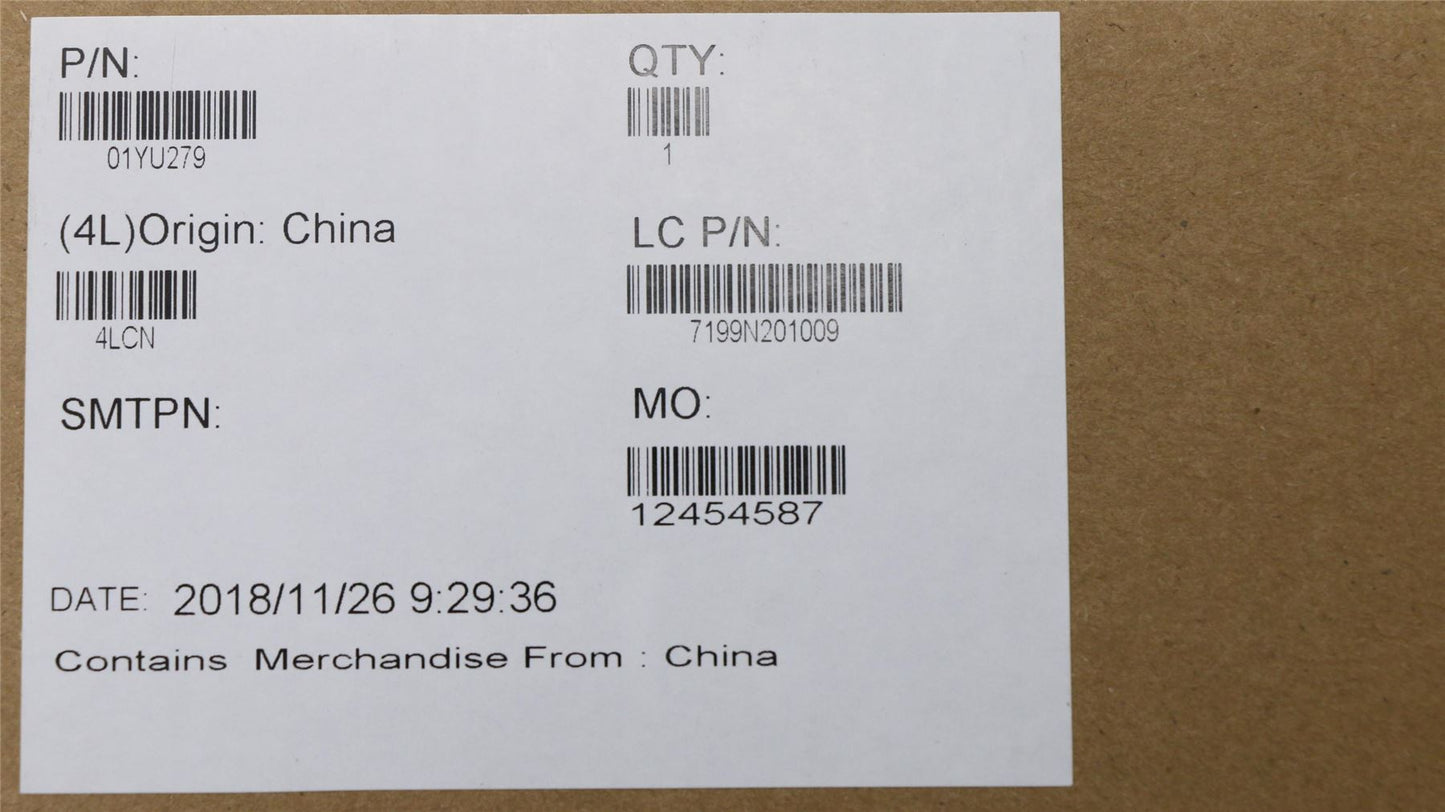 P/N:
01YU279
QTY:
1
(4L)Origin: China
4LCN
LC P/N:
7199N201009
SMTPN:
MO:
12454587
DATE: 2018/11/26 9:29:36
Contains Merchandise From : China